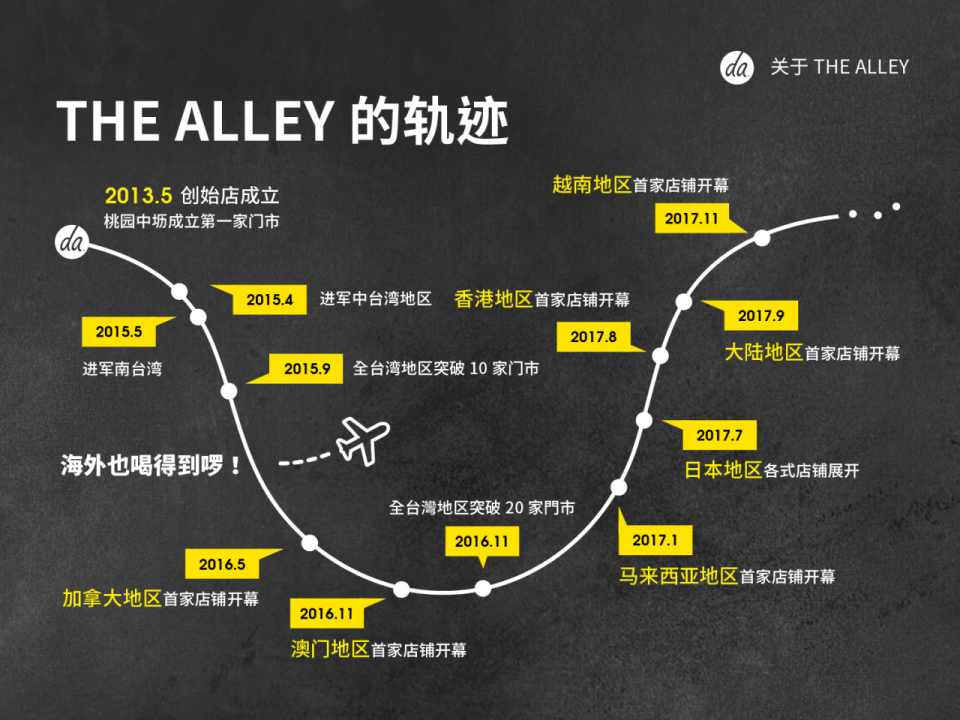 da.
关于 THE ALLEY
THE ALLEY 的轨迹
2013.5 创始店成立
桃园中坜成立第一家门市
da.
2015.4
进军中台湾地区
2015.5
进军南台湾
2015.9
全台湾地区突破 10 家门市
海外也喝得到啰！
2016.5
加拿大地区首家店铺开幕
2016.11
澳门地区首家店铺开幕
全台灣地区突破 20 家門市
2016.11
2017.1
马来西亚地区首家店铺开幕
2017.7
日本地区各式店铺展开
香港地区首家店铺开幕
2017.8
2017.9
大陆地区首家店铺开幕
越南地区首家店铺开幕
2017.11